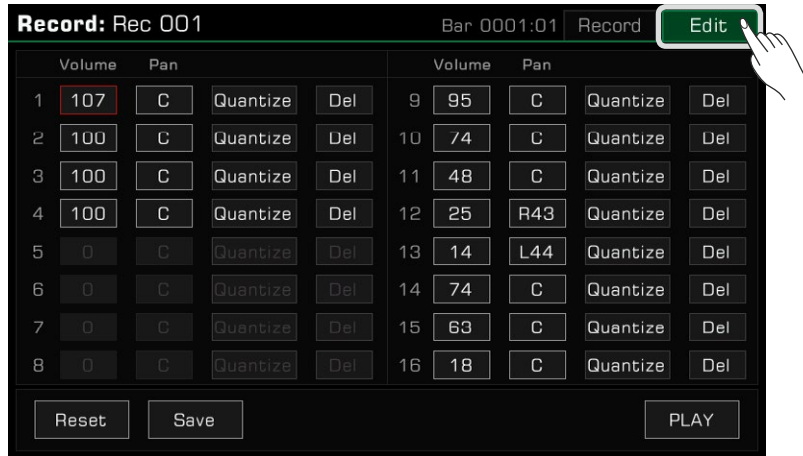 Record: Rec 001 Bar 0001:01 Record Edit
Volume Pan Volume Pan
1 107 C Quantize Del 9 95 C Quantize Del
2 100 C Quantize Del 10 74 C Quantize Del
3 100 C Quantize Del 11 48 C Quantize Del
4 100 C Quantize Del 12 25 R43 Quantize Del
5 0 C Quantize Del 13 14 L44 Quantize Del
6 0 C Quantize Del 14 74 C Quantize Del
7 0 C Quantize Del 15 63 C Quantize Del
8 0 C Quantize Del 16 18 C Quantize Del
Reset Save PLAY